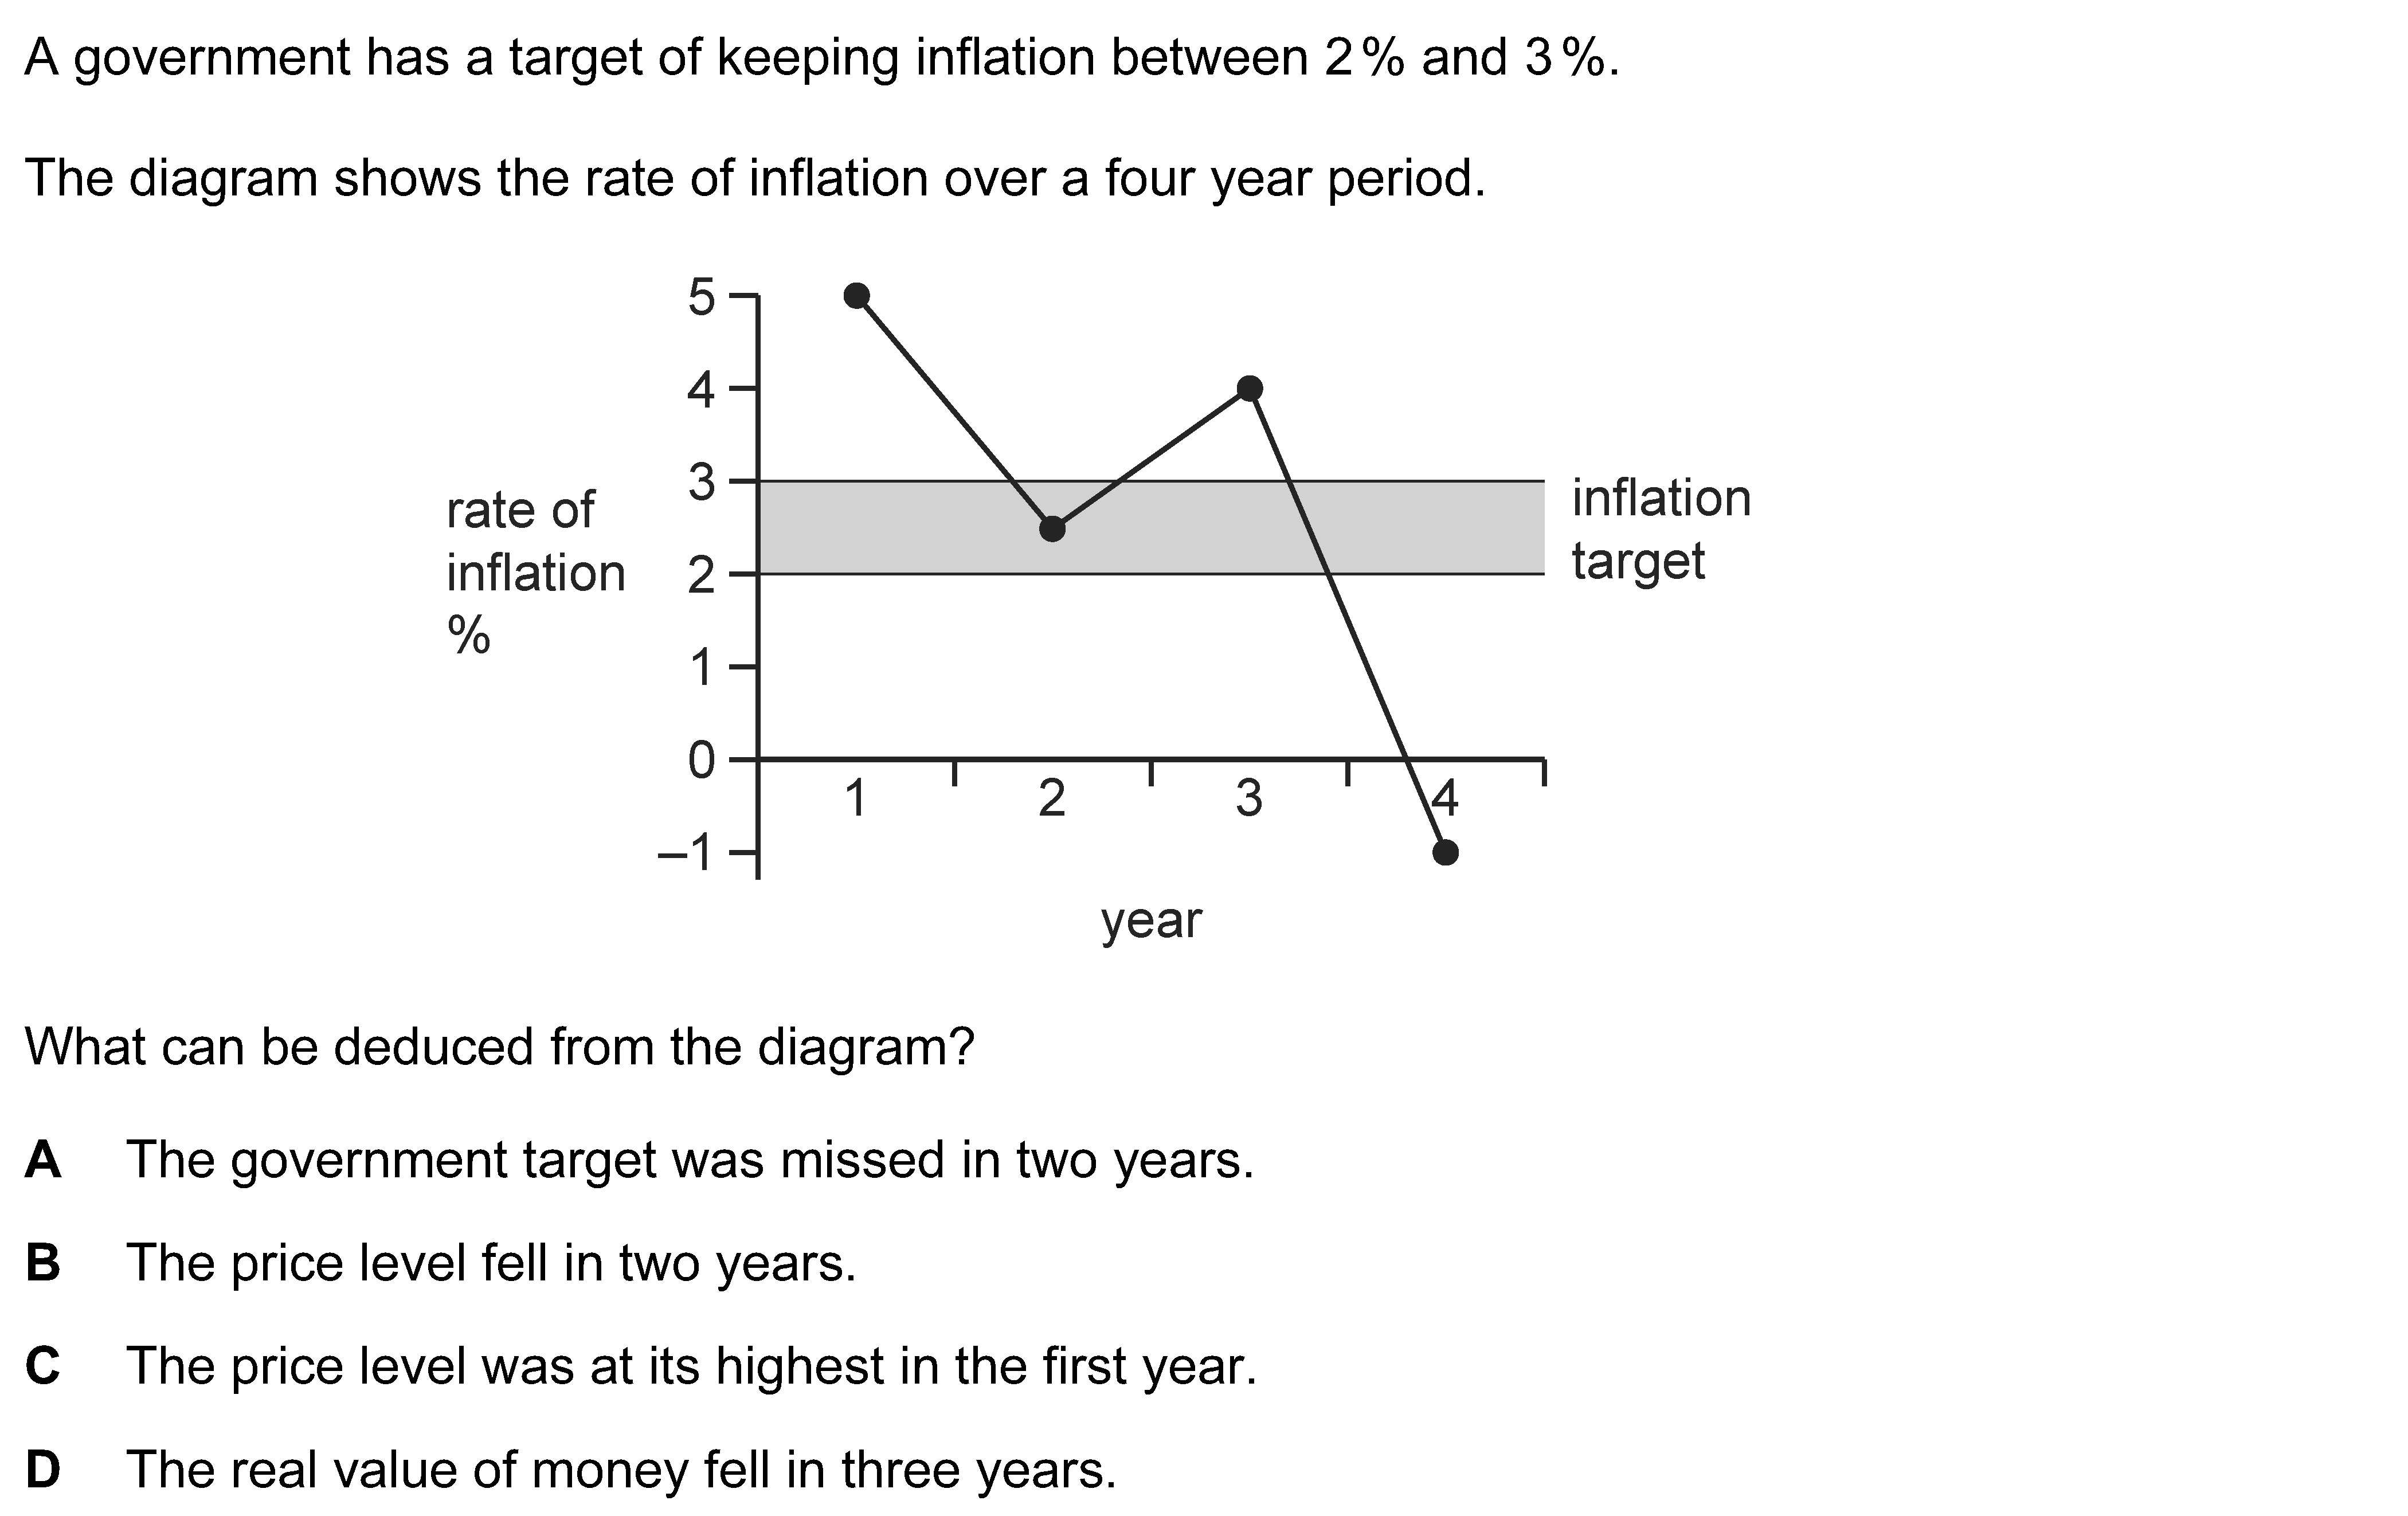 A government has a target of keeping inflation between 2% and 3%.
The diagram shows the rate of inflation over a four year period.
5
4
3
2
1
0
–1
rate of
inflation
%
inflation
target
1 2 3 4
year
What can be deduced from the diagram?
A The government target was missed in two years.
B The price level fell in two years.
C The price level was at its highest in the first year.
D The real value of money fell in three years.